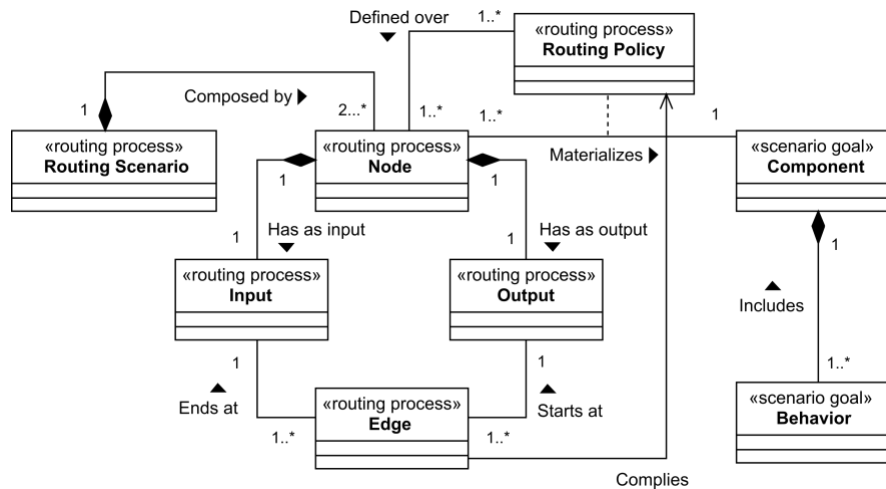 Defined over
1..*
«routing process»
Routing Policy
1
Composed by
2...*
1..*
1..*
1
«routing process»
Routing Scenario
«routing process»
Node
Materializes
«scenario goal»
Component
1
1
1
Has as input
1
Has as output
1
«routing process»
Input
«routing process»
Output
Includes
1
1
Ends at
Starts at
1..*
1..*
1..*
«routing process»
Edge
«scenario goal»
Behavior
Complies